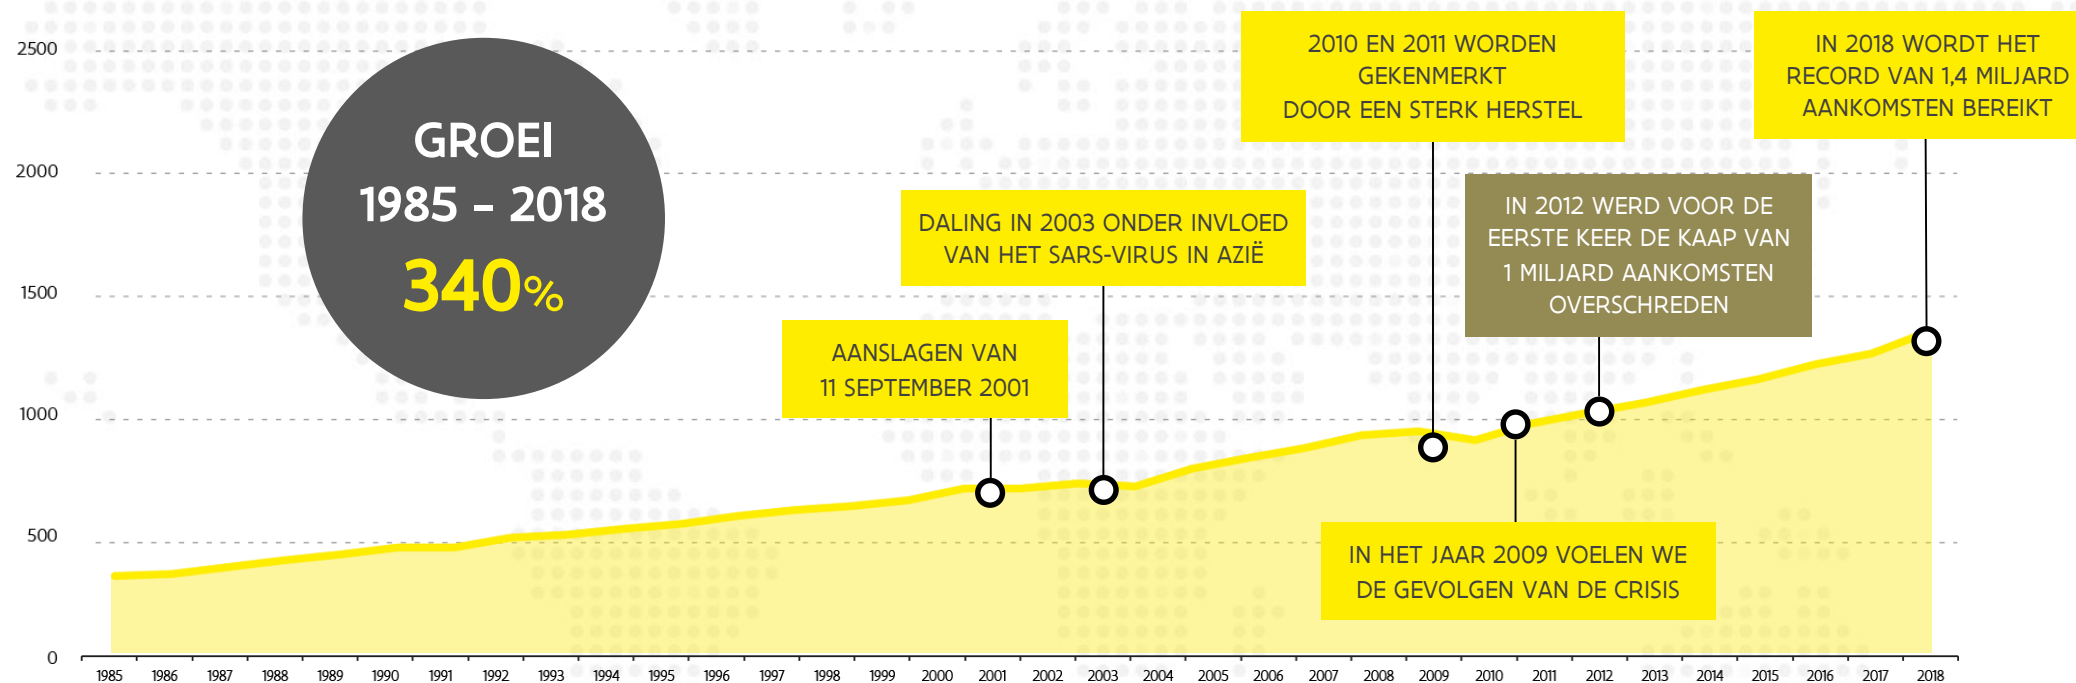 2500
2000
1500
1000
500
0
GROEI
1985 - 2018
340%
AANSLAGEN VAN
11 SEPTEMBER 2001
DALING IN 2003 ONDER INVLOED
VAN HET SARS-VIRUS IN AZIË
2010 EN 2011 WORDEN
GEKENMERKT
DOOR EEN STERK HERSTEL
IN HET JAAR 2009 VOELEN WE
DE GEVOLGEN VAN DE CRISIS
IN 2012 WERD VOOR DE
EERSTE KEER DE KAAP VAN
1 MILJARD AANKOMSTEN
OVERSCHREDEN
IN 2018 WORDT HET
RECORD VAN 1,4 MILJARD
AANKOMSTEN BEREIKT
1985 1986 1987 1988 1989 1990 1991 1992 1993 1994 1995 1996 1997 1998 1999 2000 2001 2002 2003 2004 2005 2006 2007 2008 2009 2010 2011 2012 2013 2014 2015 2016 2017 2018